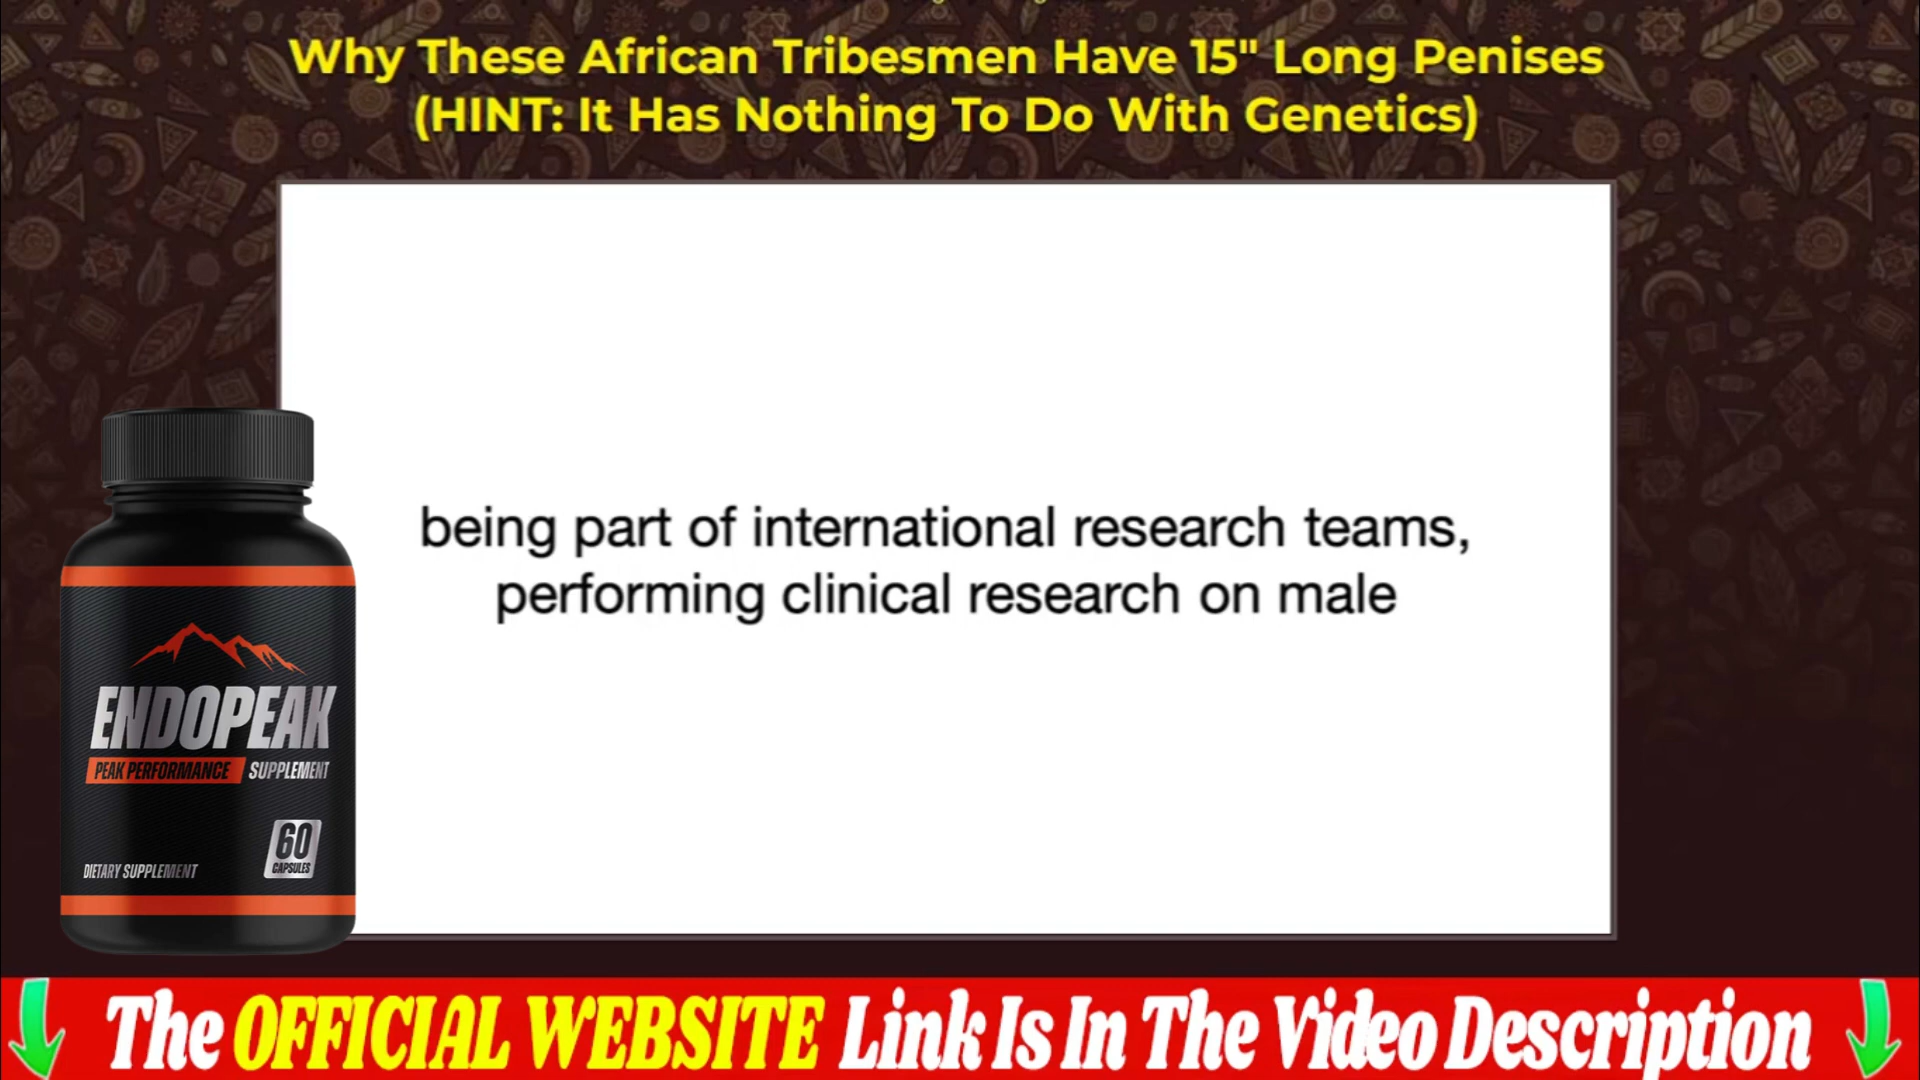 Why These African Tribesmen Have 15" Long Penises
(HINT: It Has Nothing To Do With Genetics)
being part of international research teams,
performing clinical research on male
ENDOPEAK
PEAK PERFORMANCE SUPPLEMENT
60
CAPSULES
DIETARY SUPPLEMENT
The OFFICIAL WEBSITE Link Is In The Video Description